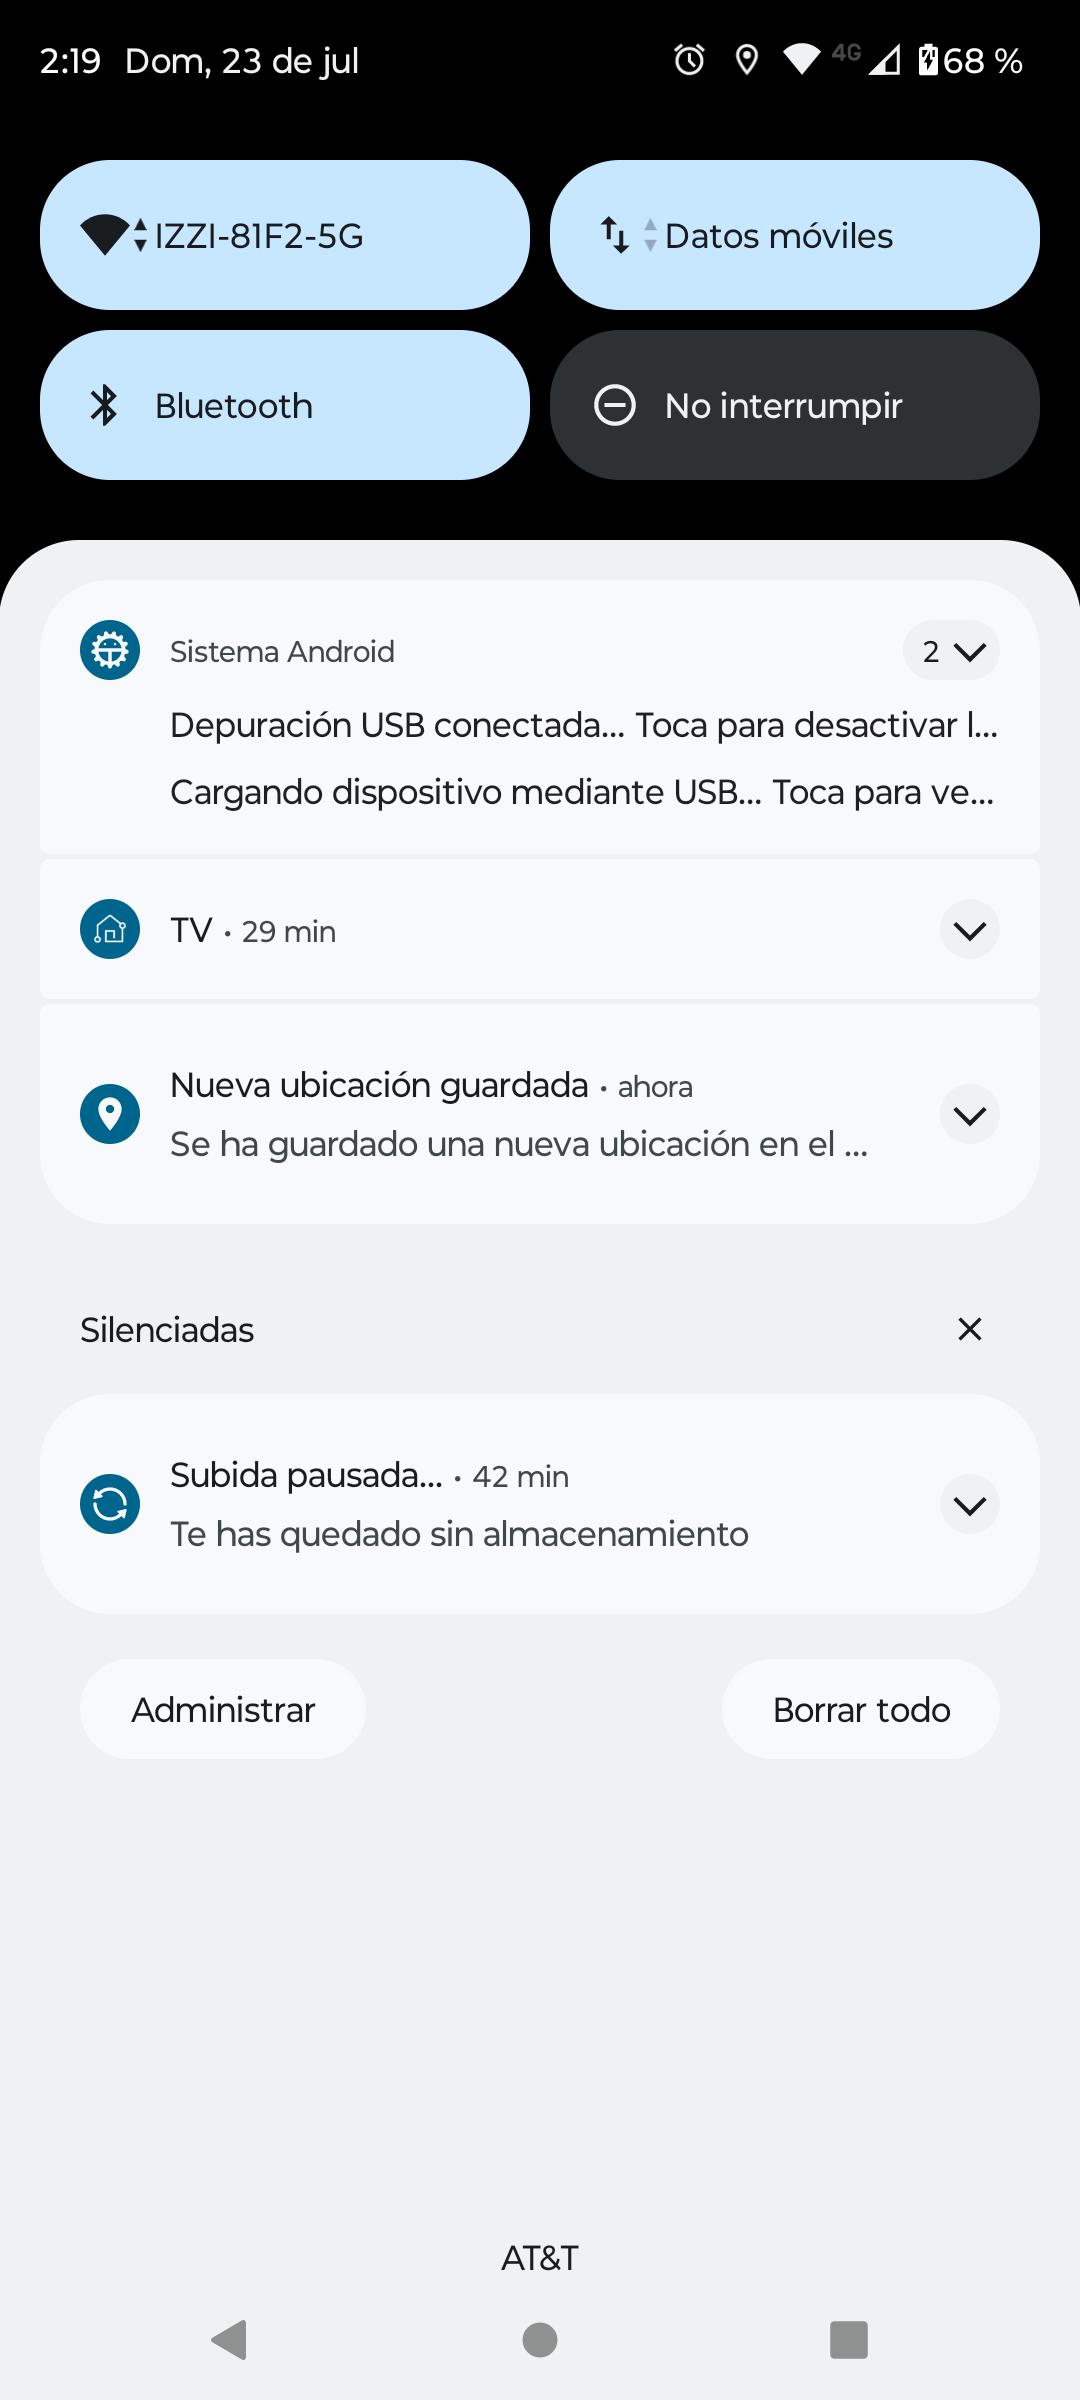 2:19 Dom, 23 de jul 4G 68 %
IZZI-81F2-5G
Datos móviles
Bluetooth
No interrumpir
Sistema Android 2
Depuración USB conectada... Toca para desactivar l...
Cargando dispositivo mediante USB... Toca para ve...
TV • 29 min
Nueva ubicación guardada • ahora
Se ha guardado una nueva ubicación en el ...
Silenciadas
Subida pausada... • 42 min
Te has quedado sin almacenamiento
Administrar
Borrar todo
AT&T